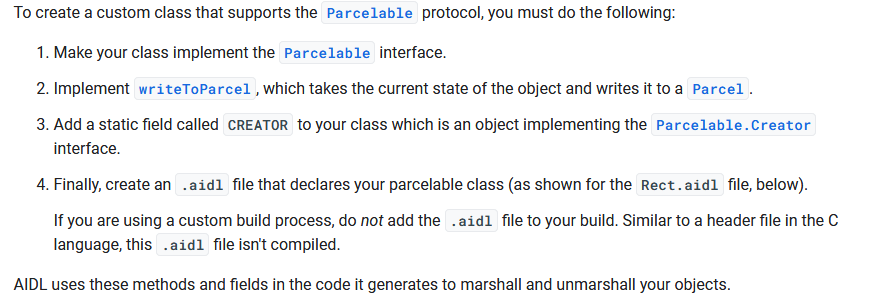 To create a custom class that supports the Parcelable protocol, you must do the following:
1. Make your class implement the Parcelable interface.
2. Implement writeToParcel, which takes the current state of the object and writes it to a Parcel.
3. Add a static field called CREATOR to your class which is an object implementing the Parcelable.Creator
interface.
4. Finally, create an .aidl file that declares your parcelable class (as shown for the Rect.aidl file, below).
If you are using a custom build process, do not add the .aidl file to your build. Similar to a header file in the C
language, this .aidl file isn't compiled.
AIDL uses these methods and fields in the code it generates to marshall and unmarshall your objects.